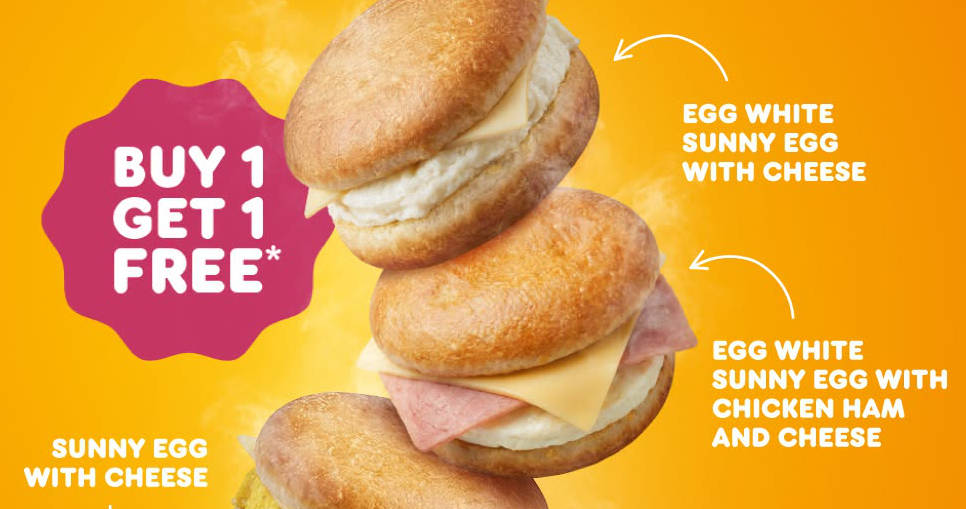 BUY 1
GET 1
FREE*
EGG WHITE
SUNNY EGG
WITH CHEESE
EGG WHITE
SUNNY EGG WITH
CHICKEN HAM
AND CHEESE
SUNNY EGG
WITH CHEESE